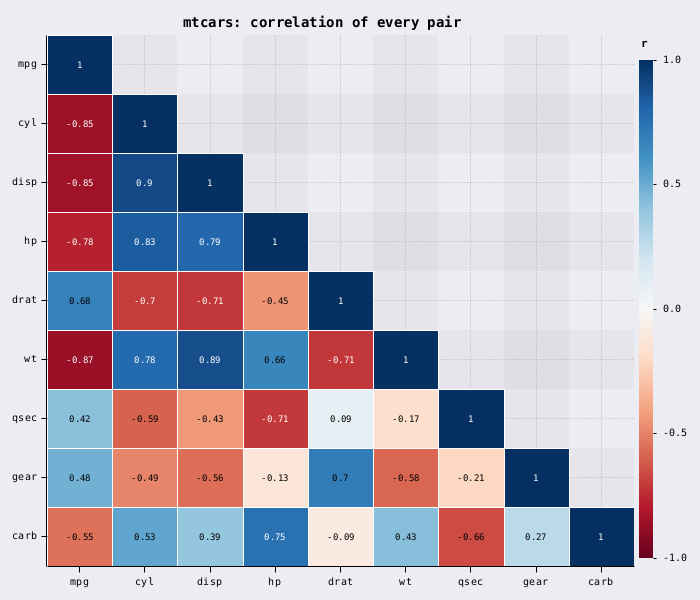 mtcars: correlation of every pair
r
mpg 1 1.0
cyl -0.85 1
disp -0.85 0.9 1 0.5
hp -0.78 0.83 0.79 1
drat 0.68 -0.7 -0.71 -0.45 1 0.0
wt -0.87 0.78 0.89 0.66 -0.71 1
qsec 0.42 -0.59 -0.43 -0.71 0.09 -0.17 1 -0.5
gear 0.48 -0.49 -0.56 -0.13 0.7 -0.58 -0.21 1
carb -0.55 0.53 0.39 0.75 -0.09 0.43 -0.66 0.27 1 -1.0
mpg cyl disp hp drat wt qsec gear carb